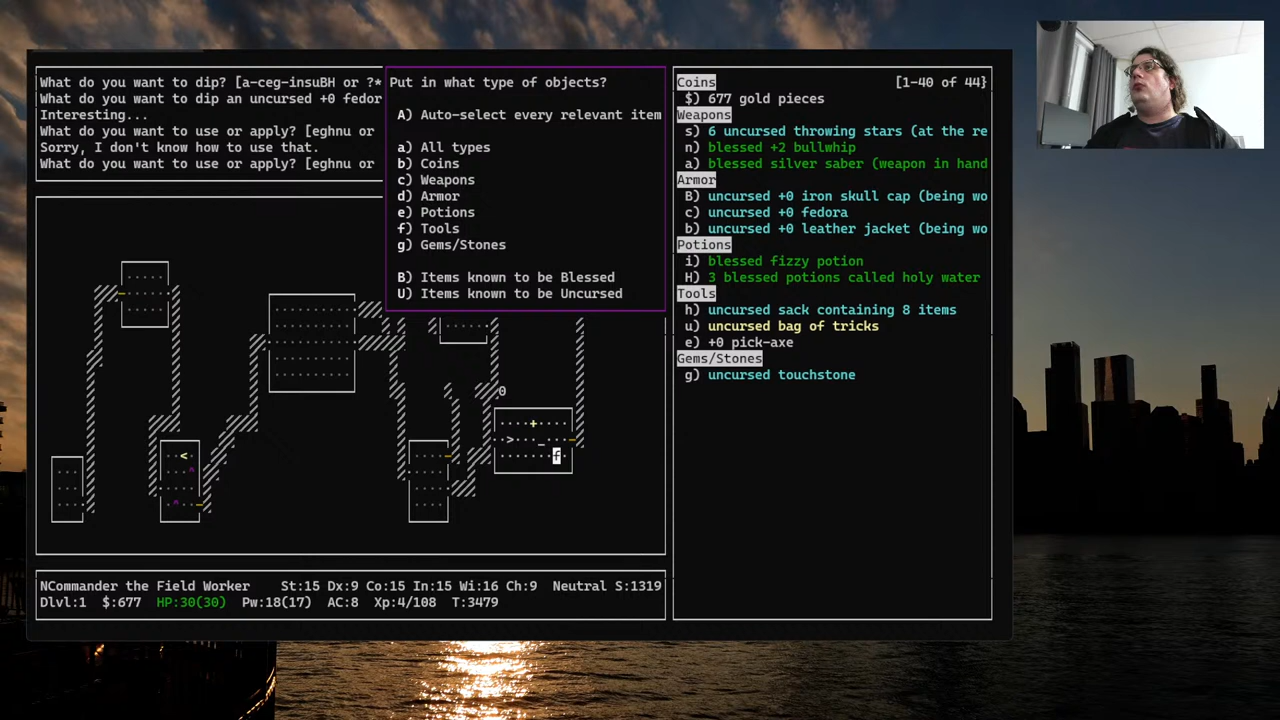 What do you want to dip? [a-ceg-insuBH or ?*
What do you want to dip an uncursed +0 fedor
Interesting...
What do you want to use or apply? [eghnu or
Sorry, I don't know how to use that.
What do you want to use or apply? [eghnu or
Put in what type of objects?
A) Auto-select every relevant item
a) All types
b) Coins
c) Weapons
d) Armor
e) Potions
f) Tools
g) Gems/Stones
B) Items known to be Blessed
U) Items known to be Uncursed
Coins [1-40 of 44}
$) 677 gold pieces
Weapons
s) 6 uncursed throwing stars (at the re
n) blessed +2 bullwhip
a) blessed silver saber (weapon in hand
Armor
B) uncursed +0 iron skull cap (being wo
c) uncursed +0 fedora
b) uncursed +0 leather jacket (being wo
Potions
i) blessed fizzy potion
H) 3 blessed potions called holy water
Tools
h) uncursed sack containing 8 items
u) uncursed bag of tricks
e) +0 pick-axe
Gems/Stones
g) uncursed touchstone
NCommander the Field Worker St:15 Dx:9 Co:15 In:15 Wi:16 Ch:9 Neutral S:1319
Dlvl:1 $:677 HP:30(30) Pw:18(17) AC:8 Xp:4/108 T:3479